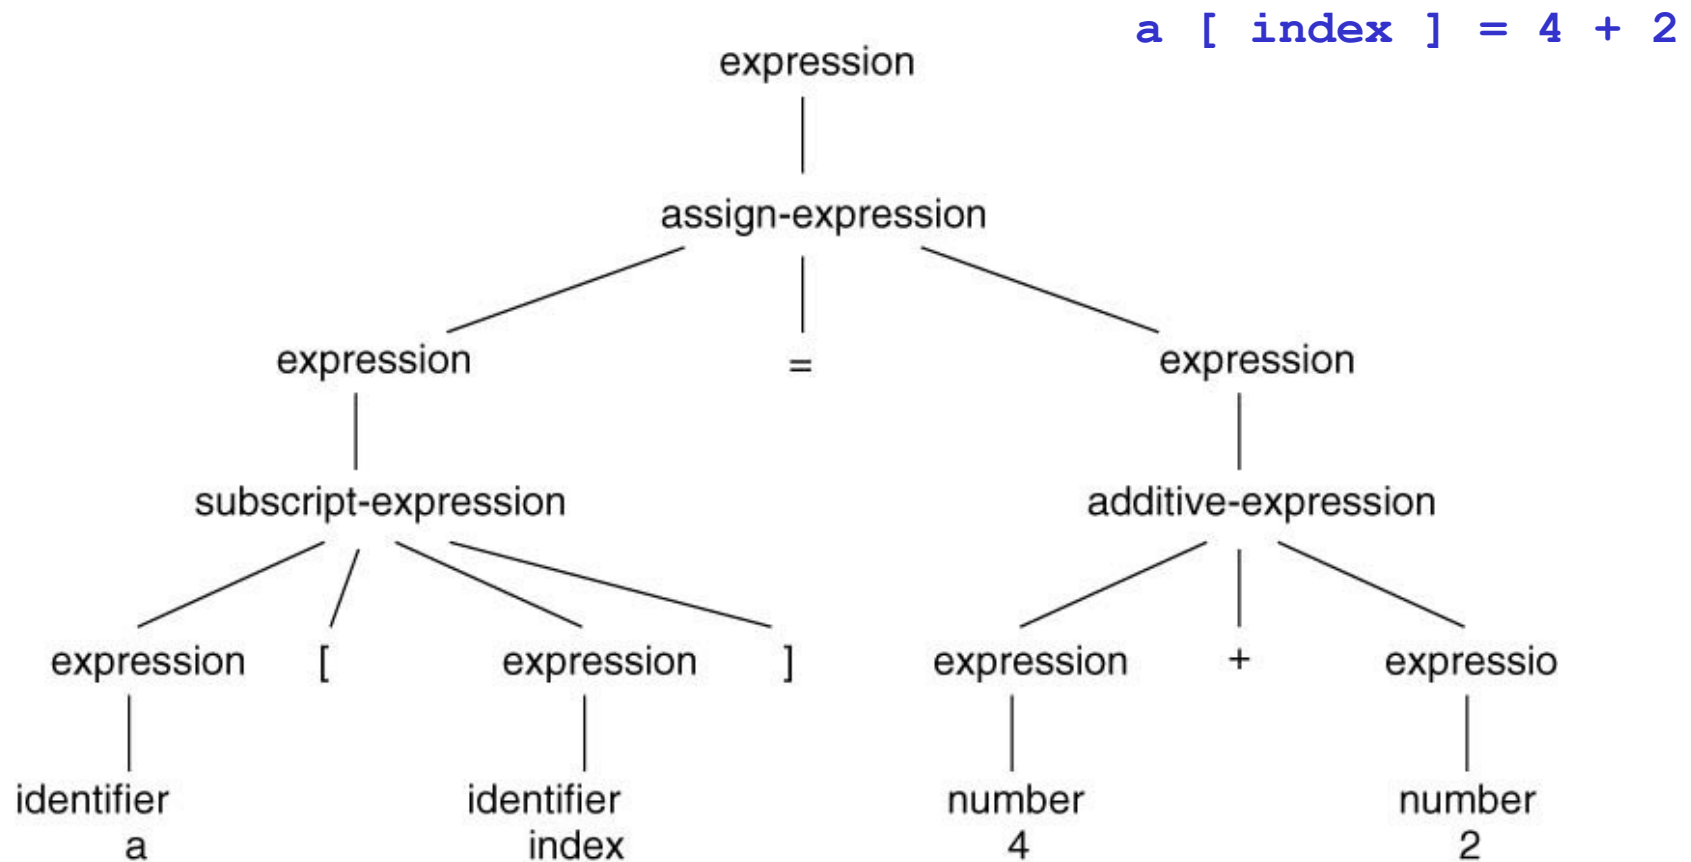 a [ index ] = 4 + 2
expression
assign-expression
expression = expression
subscript-expression additive-expression
expression [ expression ] expression + expressio
identifier identifier number number
a index 4 2